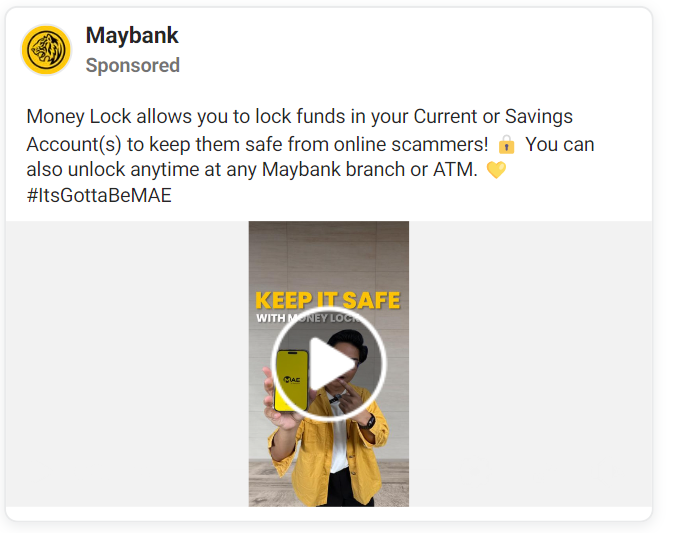 Maybank
Sponsored
Money Lock allows you to lock funds in your Current or Savings
Account(s) to keep them safe from online scammers! 🔒 You can
also unlock anytime at any Maybank branch or ATM. 💛
#ItsGottaBeMAE
KEEP IT SAFE
WITH MONEY LOCK
MAE